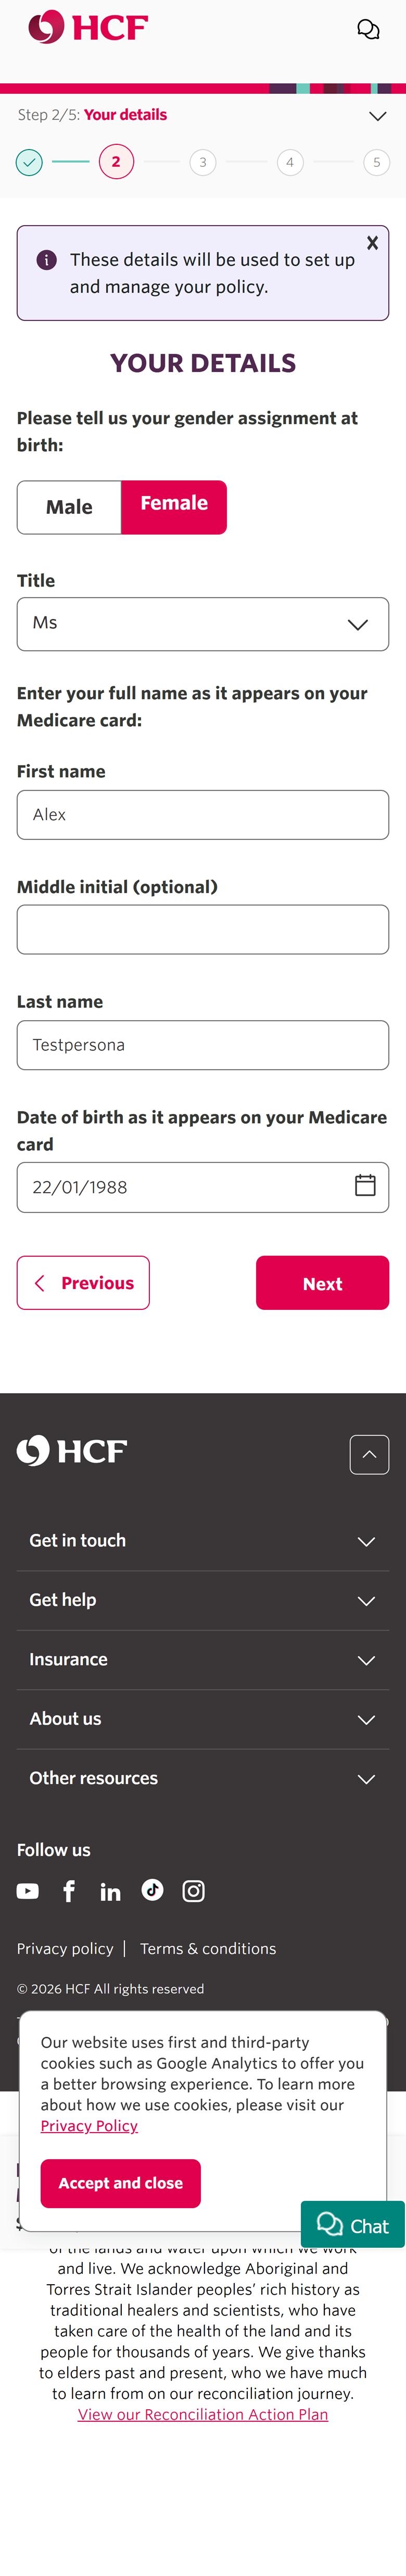 HCF
Step 2/5: Your details
2
3
4
5
These details will be used to set up
and manage your policy.
X
YOUR DETAILS
Please tell us your gender assignment at
birth:
Male
Female
Title
Ms
Enter your full name as it appears on your
Medicare card:
First name
Alex
Middle initial (optional)
Last name
Testpersona
Date of birth as it appears on your Medicare
card
22/01/1988
Previous
Next
HCF
Get in touch
Get help
Insurance
About us
Other resources
Follow us
Privacy policy | Terms & conditions
© 2026 HCF All rights reserved
Our website uses first and third-party
cookies such as Google Analytics to offer you
a better browsing experience. To learn more
about how we use cookies, please visit our
Privacy Policy
Accept and close
Chat
of the lands and water upon which we work
and live. We acknowledge Aboriginal and
Torres Strait Islander peoples’ rich history as
traditional healers and scientists, who have
taken care of the health of the land and its
people for thousands of years. We give thanks
to elders past and present, who we have much
to learn from on our reconciliation journey.
View our Reconciliation Action Plan